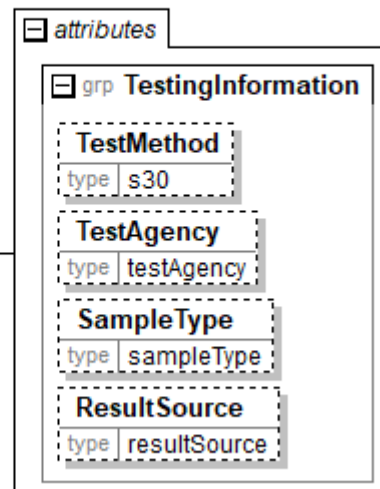 attributes
grp TestingInformation
TestMethod
type s30
TestAgency
type testAgency
SampleType
type sampleType
ResultSource
type resultSource